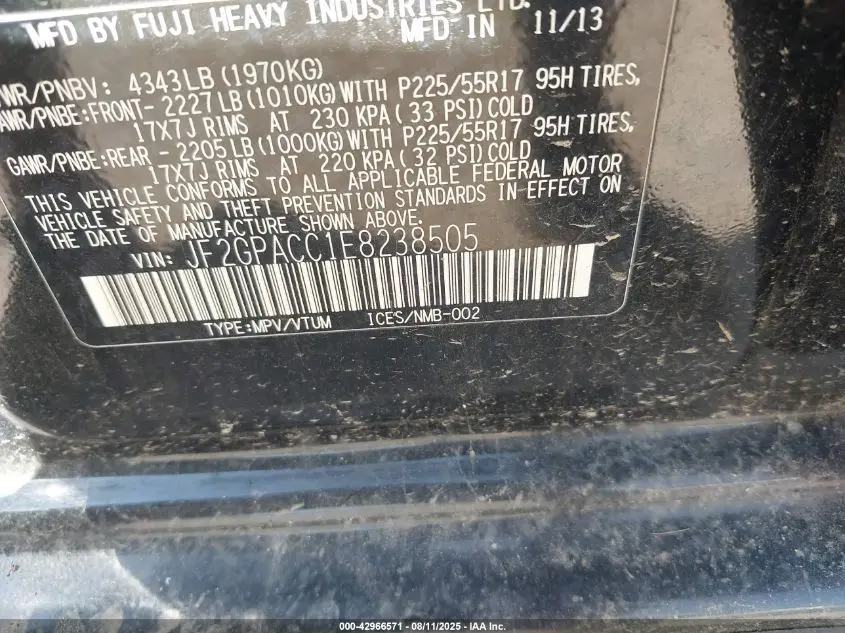 MFD BY FUJI HEAVY INDUSTRIES LTD.
MFD IN 11/13
WR/PNBV: 4343LB(1970KG)
AWR/PNBE:FRONT-2227LB(1010KG)WITH P225/55R17 95H TIRES,
17X7J RIMS AT 230 KPA(33 PSI)COLD
GAWR/PNBE:REAR -2205LB(1000KG)WITH P225/55R17 95H TIRES,
17X7J RIMS AT 220 KPA(32 PSI)COLD
THIS VEHICLE CONFORMS TO ALL APPLICABLE FEDERAL MOTOR
VEHICLE SAFETY AND THEFT PREVENTION STANDARDS IN EFFECT ON
THE DATE OF MANUFACTURE SHOWN ABOVE.
VIN: JF2GPACC1E8238505
TYPE:MPV/VTUM ICES/NMB-002
000-42966571 - 08/11/2025 - IAA Inc.